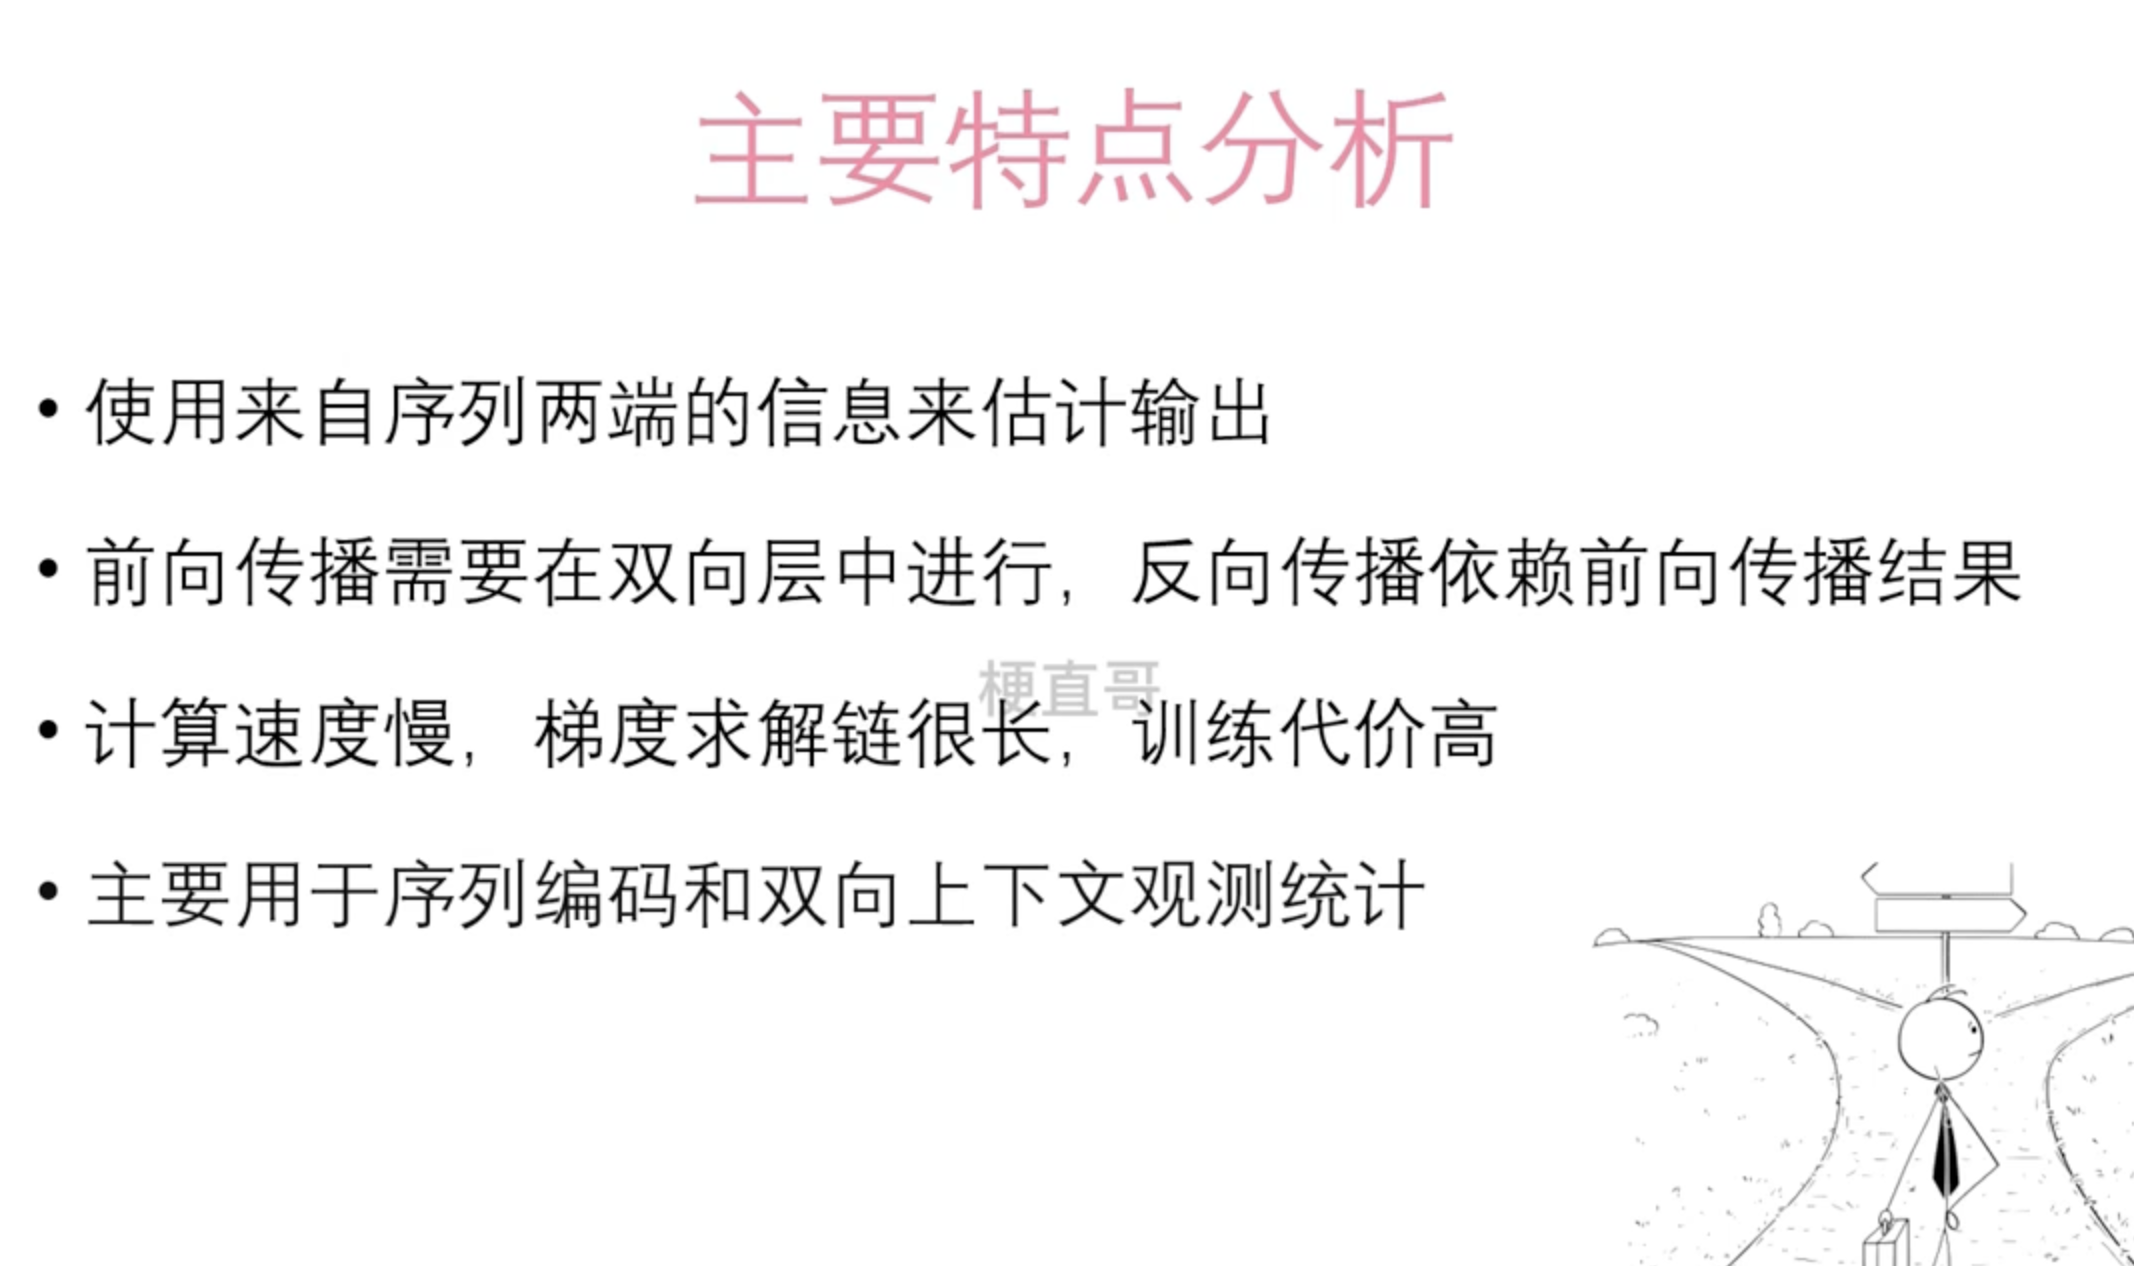 主要特点分析
• 使用来自序列两端的信息来估计输出
• 前向传播需要在双向层中进行，反向传播依赖前向传播结果
梗直哥
• 计算速度慢，梯度求解链很长，训练代价高
• 主要用于序列编码和双向上下文观测统计